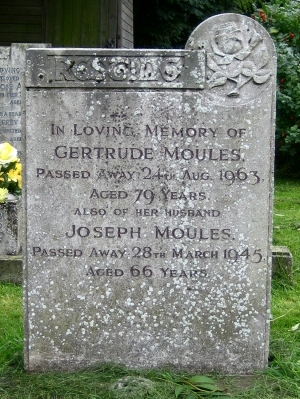 IN LOVING MEMORY OF
GERTRUDE MOULES.
PASSED AWAY 24TH AUG. 1963.
AGED 79 YEARS.
ALSO OF HER HUSBAND
JOSEPH MOULES.
PASSED AWAY 28TH MARCH 1945.
AGED 66 YEARS.